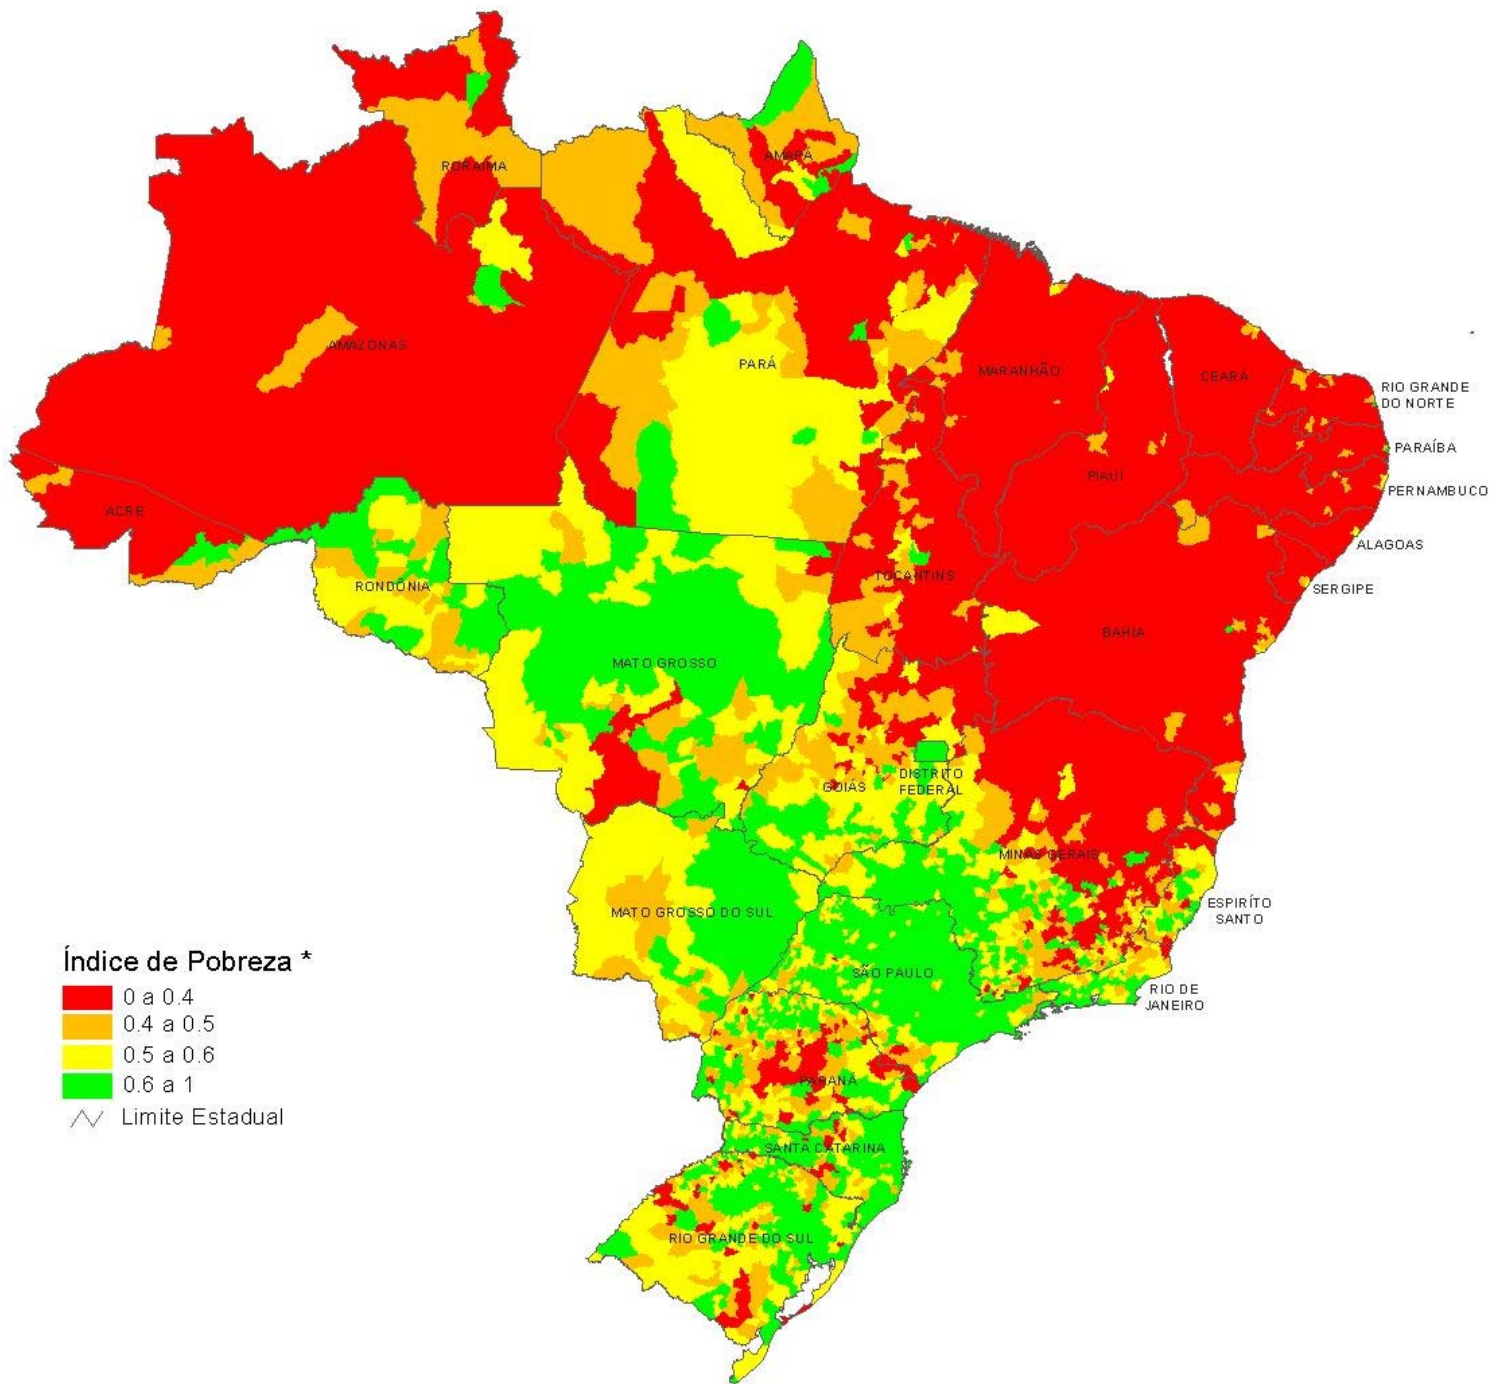 RORAIMA
AMAPÁ
AMAZONAS
PARÁ
MARANHÃO
CEARÁ
RIO GRANDE
DO NORTE
PARAÍBA
PIAUÍ
PERNAMBUCO
ACRE
ALAGOAS
TOCANTINS
RONDÔNIA
SERGIPE
BAHIA
MATO GROSSO
DISTRITO
FEDERAL
GOIÁS
MINAS GERAIS
MATO GROSSO DO SUL
ESPIRÍTO
SANTO
SÃO PAULO
RIO DE
JANEIRO
PARANÁ
SANTA CATARINA
RIO GRANDE DO SUL
Índice de Pobreza *
0 a 0.4
0.4 a 0.5
0.5 a 0.6
0.6 a 1
Limite Estadual